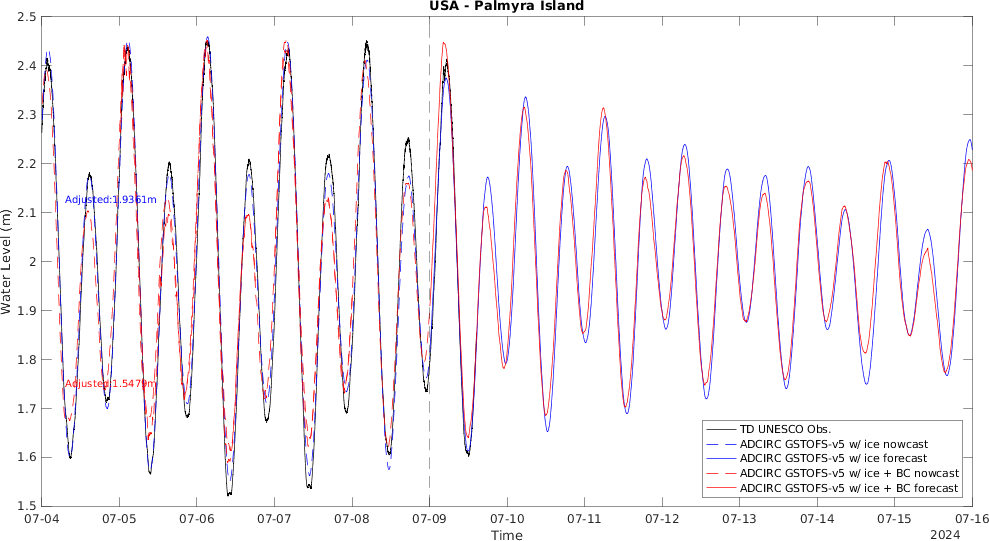 USA - Palmyra Island
Water Level (m)
2.5
2.4
2.3
2.2
2.1
2
1.9
1.8
1.7
1.6
1.5
Adjusted:1.9361m
Adjusted:1.5479m
TD UNESCO Obs.
ADCIRC GSTOFS-v5 w/ ice nowcast
ADCIRC GSTOFS-v5 w/ ice forecast
ADCIRC GSTOFS-v5 w/ ice + BC nowcast
ADCIRC GSTOFS-v5 w/ ice + BC forecast
07-04 07-05 07-06 07-07 07-08 07-09 07-10 07-11 07-12 07-13 07-14 07-15 07-16
Time
2024